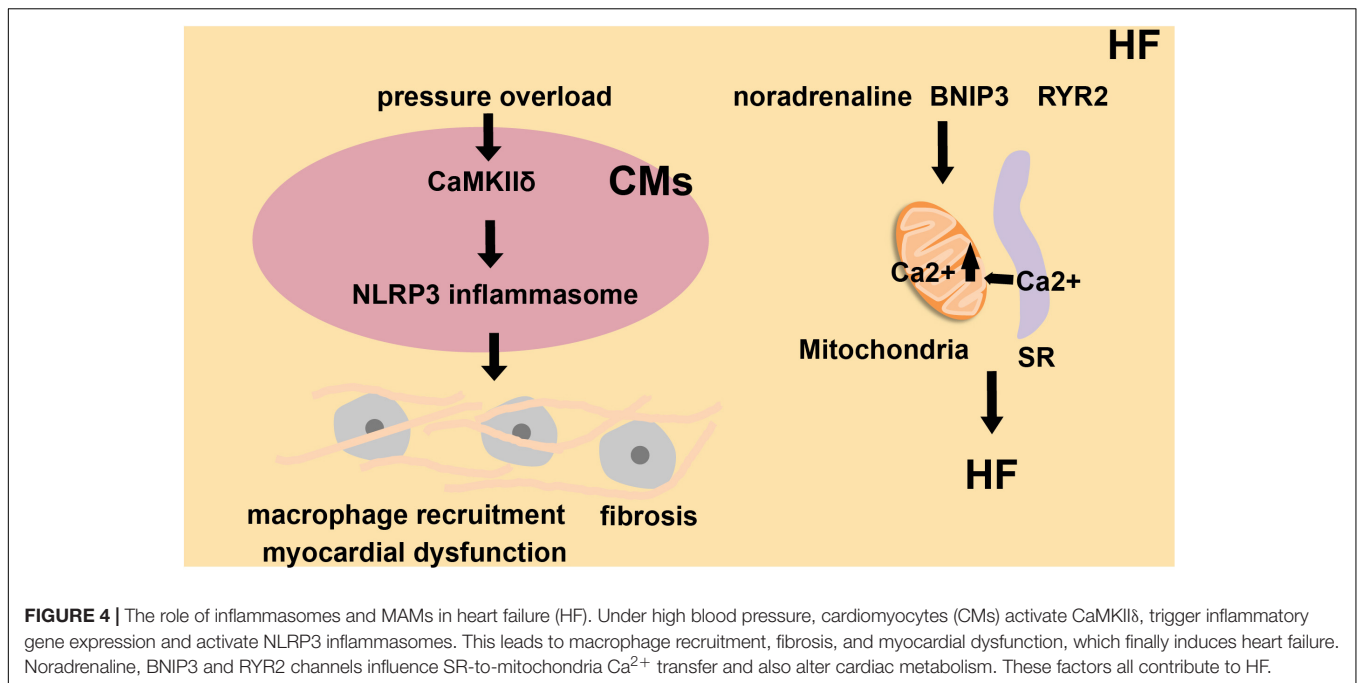 HF
pressure overload
CaMKIIδ
CMs
NLRP3 inflammasome
macrophage recruitment
fibrosis
myocardial dysfunction
noradrenaline BNIP3 RYR2
Ca2+
Ca2+
Mitochondria
SR
HF
FIGURE 4 | The role of inflammasomes and MAMs in heart failure (HF). Under high blood pressure, cardiomyocytes (CMs) activate CaMKIIδ, trigger inflammatory
gene expression and activate NLRP3 inflammasomes. This leads to macrophage recruitment, fibrosis, and myocardial dysfunction, which finally induces heart failure.
Noradrenaline, BNIP3 and RYR2 channels influence SR-to-mitochondria Ca²⁺ transfer and also alter cardiac metabolism. These factors all contribute to HF.